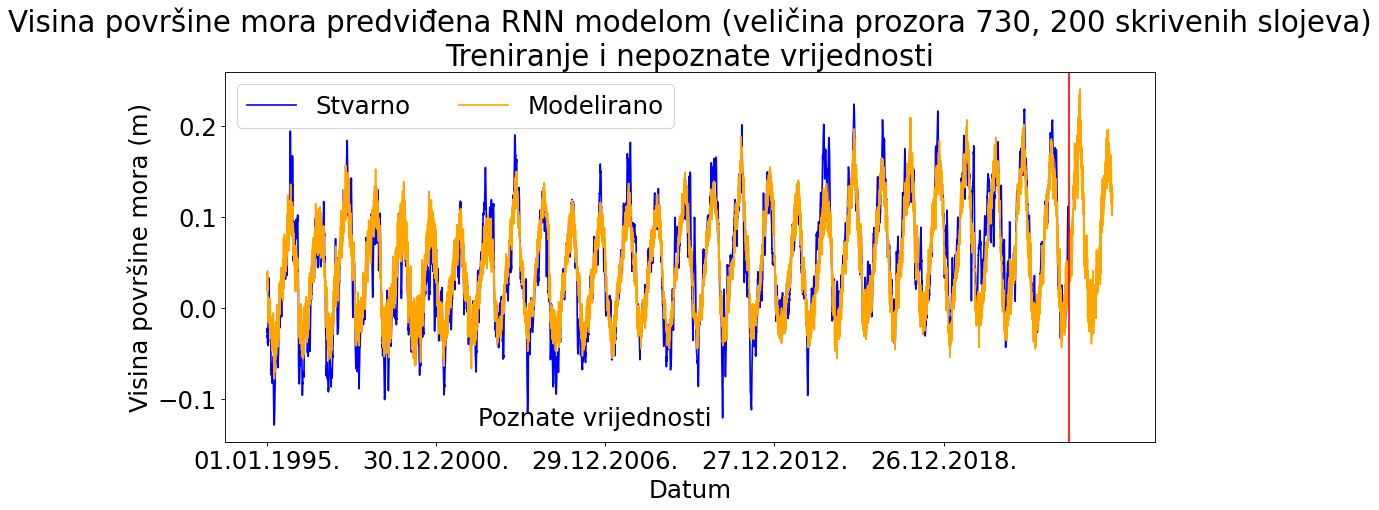 Visina površine mora predviđena RNN modelom (veličina prozora 730, 200 skrivenih slojeva)
Treniranje i nepoznate vrijednosti
Stvarno
Modelirano
Visina površine mora (m)
0.2
0.1
0.0
−0.1
Poznate vrijednosti
01.01.1995.
30.12.2000.
29.12.2006.
27.12.2012.
26.12.2018.
Datum